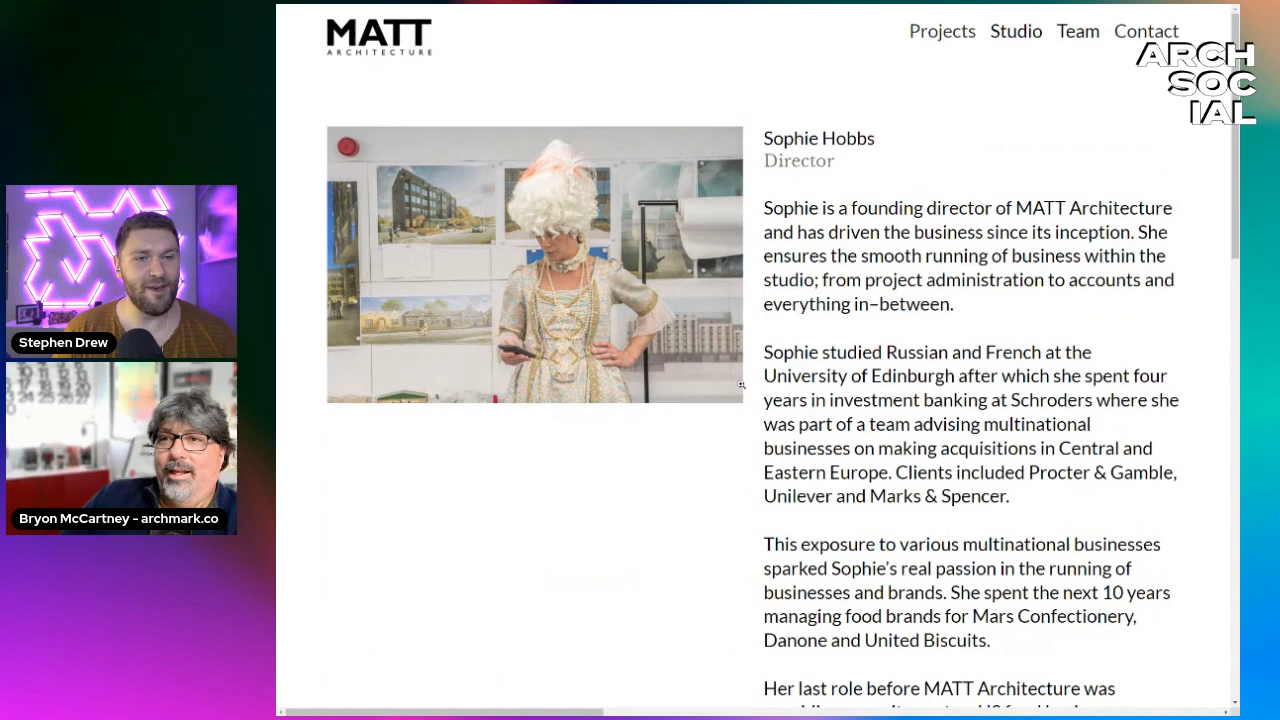 MATT
ARCHITECTURE
Projects Studio Team Contact
ARCH
SOC
IAL
Sophie Hobbs
Director
Sophie is a founding director of MATT Architecture
and has driven the business since its inception. She
ensures the smooth running of business within the
studio; from project administration to accounts and
everything in–between.
Sophie studied Russian and French at the
University of Edinburgh after which she spent four
years in investment banking at Schroders where she
was part of a team advising multinational
businesses on making acquisitions in Central and
Eastern Europe. Clients included Procter & Gamble,
Unilever and Marks & Spencer.
This exposure to various multinational businesses
sparked Sophie’s real passion in the running of
businesses and brands. She spent the next 10 years
managing food brands for Mars Confectionery,
Danone and United Biscuits.
Her last role before MATT Architecture was
Stephen Drew
Bryon McCartney - archmark.co